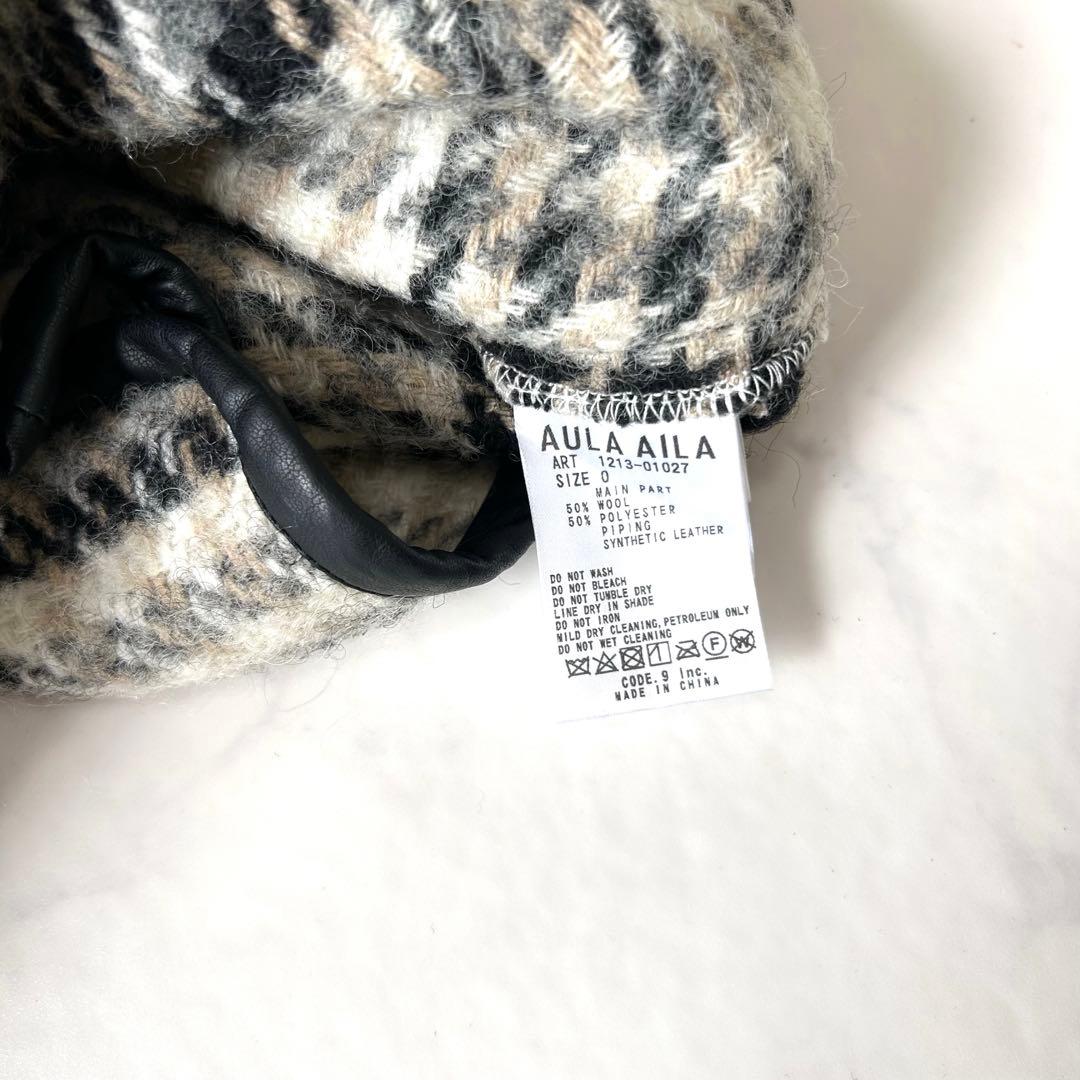 AULA AILA
ART 1213-01027
SIZE 0
MAIN PART
50% WOOL
50% POLYESTER
PIPING
SYNTHETIC LEATHER
DO NOT WASH
DO NOT BLEACH
DO NOT TUMBLE DRY
LINE DRY IN SHADE
DO NOT IRON
MILD DRY CLEANING, PETROLEUM ONLY
DO NOT WET CLEANING
F W
CODE.9 Inc.
MADE IN CHINA